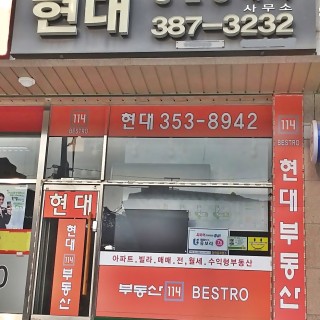 현대
사무소
387-3232
114
BESTRO
현대 353-8942
114
BESTRO
현대
현대 114 부동산
현대부동산
아파트, 빌라, 매매, 전, 월세, 수익형부동산
부동산 114 BESTRO